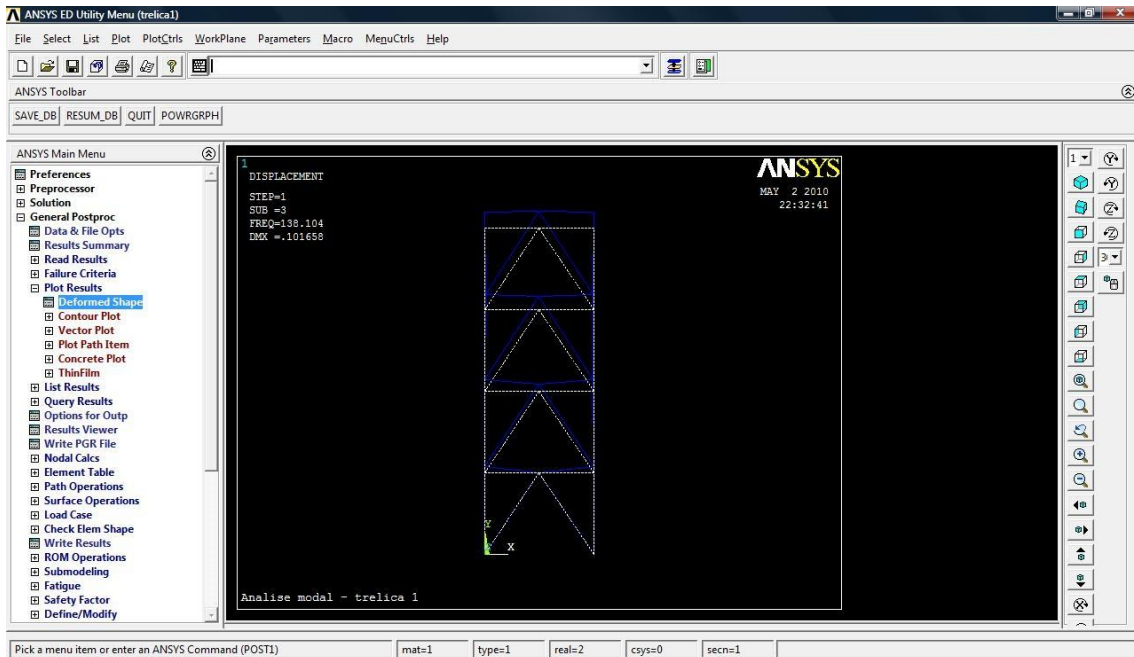 ANSYS ED Utility Menu (trelica1)
File Select List Plot PlotCtrls WorkPlane Parameters Macro MenuCtrls Help
ANSYS Toolbar
SAVE_DB RESUM_DB QUIT POWRGRPH
ANSYS Main Menu
Preferences
Preprocessor
Solution
General Postproc
Data & File Opts
Results Summary
Read Results
Failure Criteria
Plot Results
Deformed Shape
Contour Plot
Vector Plot
Plot Path Item
Concrete Plot
ThinFilm
List Results
Query Results
Options for Outp
Results Viewer
Write PGR File
Nodal Calcs
Element Table
Path Operations
Surface Operations
Load Case
Check Elem Shape
Write Results
ROM Operations
Submodeling
Fatigue
Safety Factor
Define/Modify
1
DISPLACEMENT
STEP=1
SUB =3
FREQ=138.104
DMX =.101658
ANSYS
MAY 2 2010
22:32:41
Y
X
Analise modal - trelica 1
1
Pick a menu item or enter an ANSYS Command (POST1) mat=1 type=1 real=2 csys=0 secn=1